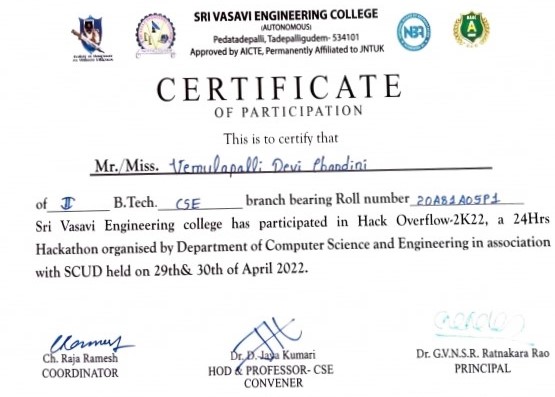 SRI VASAVI ENGINEERING COLLEGE
(AUTONOMOUS)
Pedatadepalli, Tadepalligudem- 534101
Approved by AICTE, Permanently Affiliated to JNTUK
NBA
A
CERTIFICATE
OF PARTICIPATION
This is to certify that
Mr./Miss. Vemulapalli Devi Chandini
of II B.Tech. CSE branch bearing Roll number 20A81A05P1
Sri Vasavi Engineering college has participated in Hack Overflow-2K22, a 24Hrs
Hackathon organised by Department of Computer Science and Engineering in association
with SCUD held on 29th& 30th of April 2022.
Ch. Raja Ramesh
COORDINATOR
Dr. D. Jaya Kumari
HOD & PROFESSOR- CSE
CONVENER
Dr. G.V.N.S.R. Ratnakara Rao
PRINCIPAL